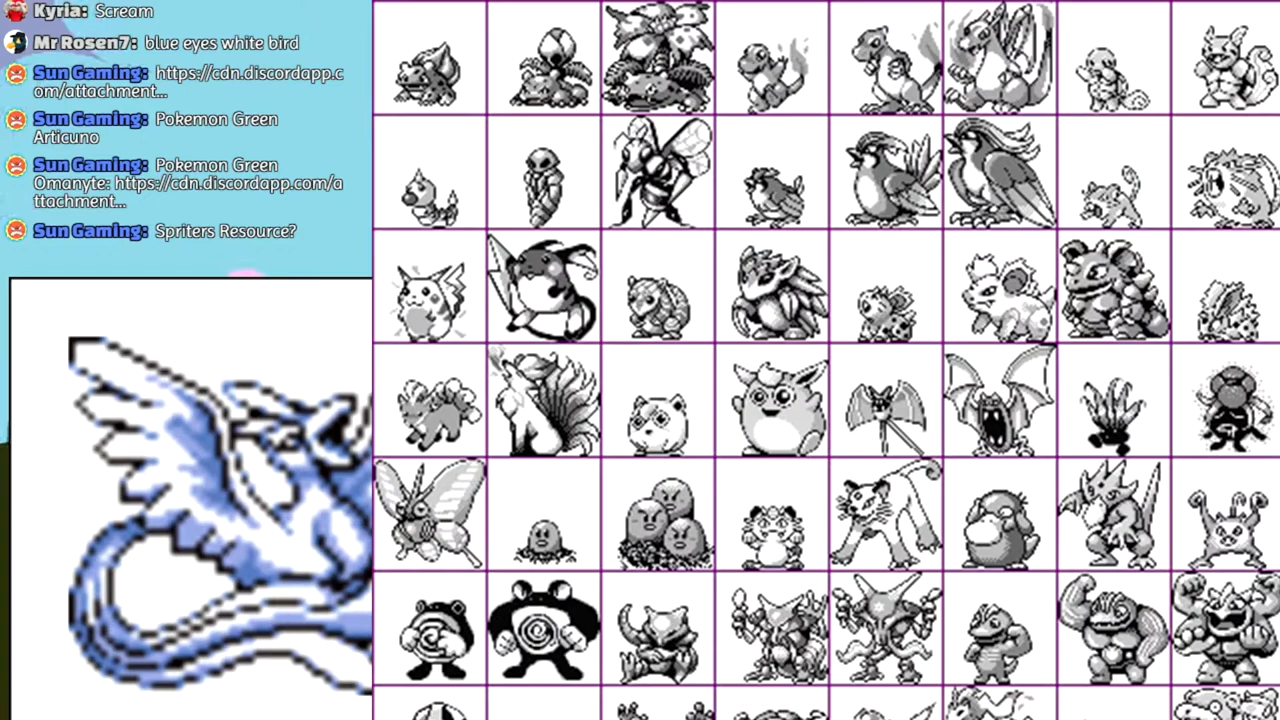 Kyria: Scream
Mr Rosen7: blue eyes white bird
Sun Gaming: https://cdn.discordapp.c
om/attachment...
Sun Gaming: Pokemon Green
Articuno
Sun Gaming: Pokemon Green
Omanyte: https://cdn.discordapp.com/a
ttachment...
Sun Gaming: Spriters Resource?